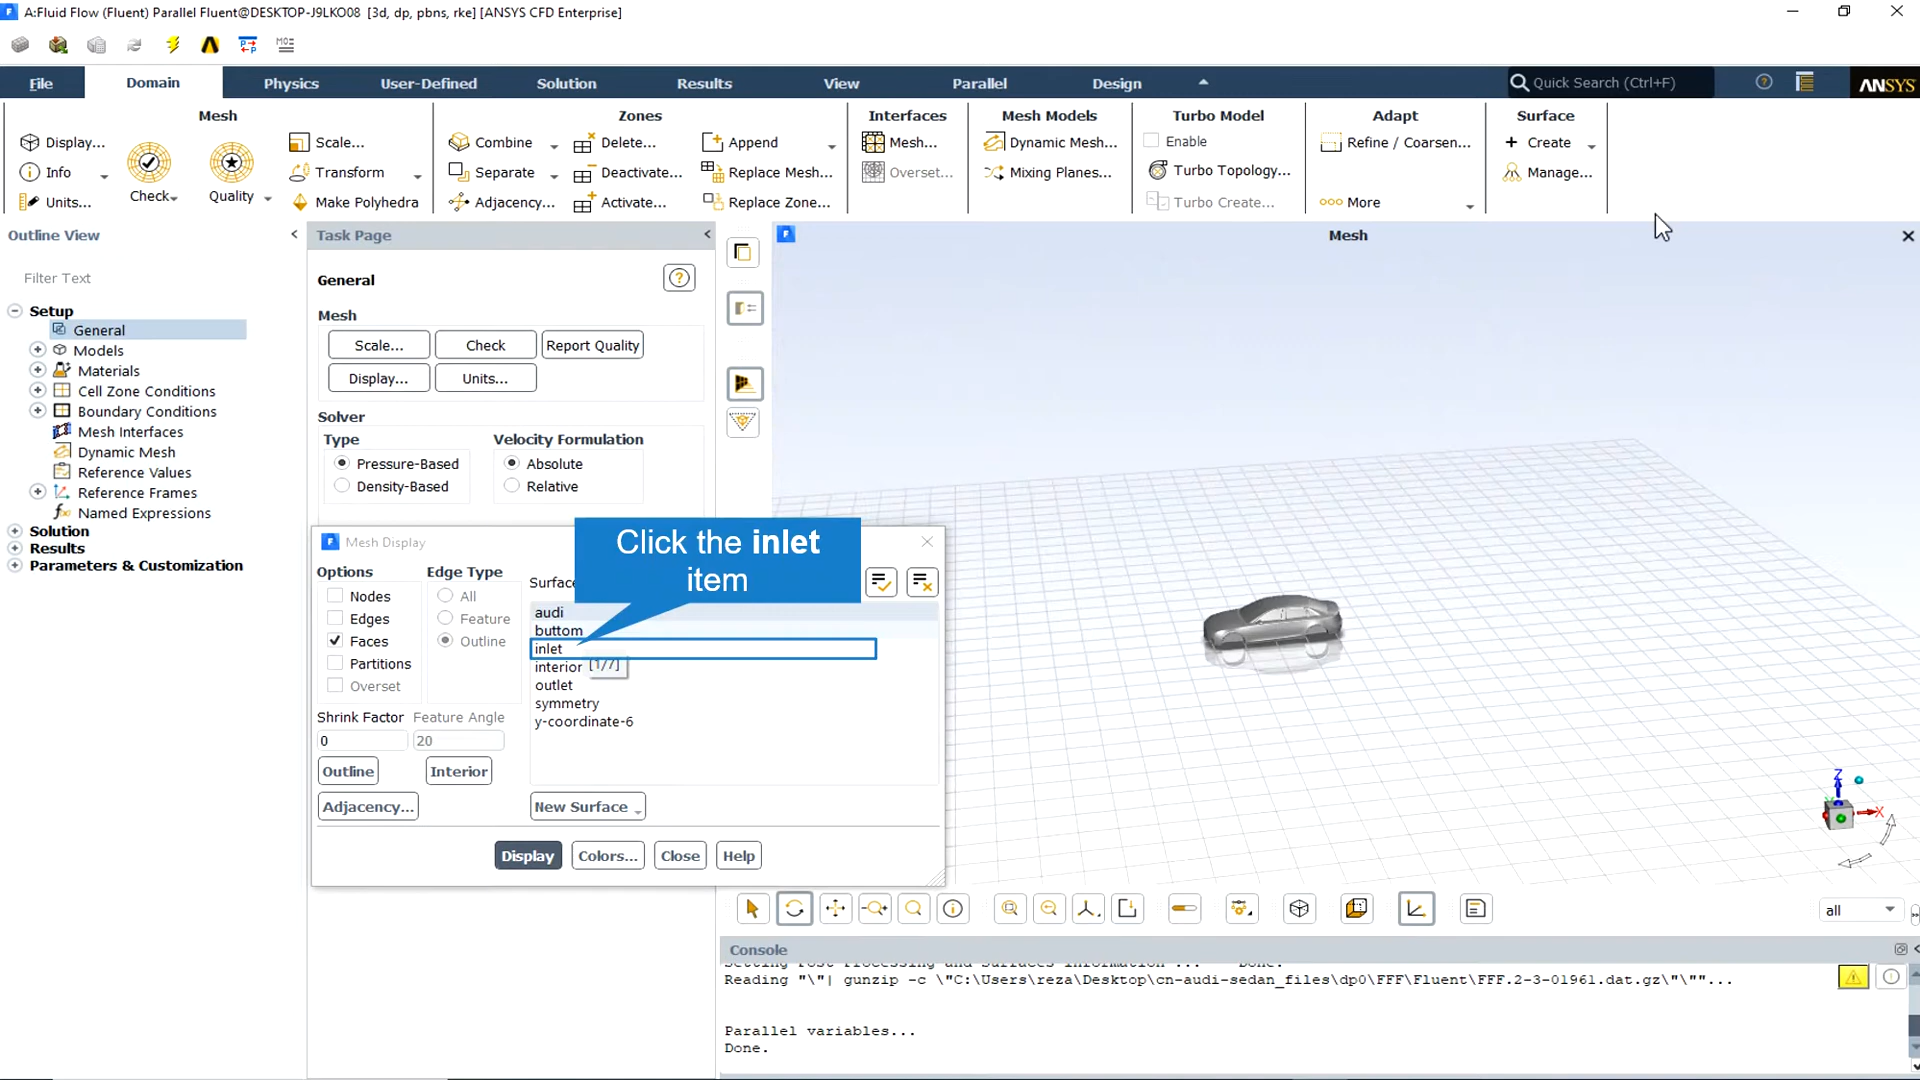 A:Fluid Flow (Fluent) Parallel Fluent@DESKTOP-J9LKO08 [3d, dp, pbns, rke] [ANSYS CFD Enterprise]
File Domain Physics User-Defined Solution Results View Parallel Design Quick Search (Ctrl+F) ANSYS
Mesh Zones Interfaces Mesh Models Turbo Model Adapt Surface
Display... Scale... Combine Delete... Append Mesh... Dynamic Mesh... Enable Refine / Coarsen... Create
Info Transform Separate Deactivate... Replace Mesh... Overset... Mixing Planes... Turbo Topology... Manage...
Check Quality
Units... Make Polyhedra Adjacency... Activate... Replace Zone... Turbo Create... More
Outline View Task Page Mesh
Filter Text
General
Setup
General
Models
Materials
Cell Zone Conditions
Boundary Conditions
Mesh Interfaces
Dynamic Mesh
Reference Values
Reference Frames
Named Expressions
Solution
Results
Parameters & Customization
Mesh
Scale... Check Report Quality
Display... Units...
Solver
Type Velocity Formulation
Pressure-Based Absolute
Density-Based Relative
Mesh Display
Click the inlet
item
Options Edge Type
Nodes All
Edges Feature
Faces Outline
Partitions
Overset
Shrink Factor Feature Angle
0 20
Outline Interior
Adjacency...
audi
buttom
inlet
interior [1/7]
outlet
symmetry
y-coordinate-6
New Surface
Display Colors... Close Help
Z
X
all
Console
Reading "\"| gunzip -c \"C:\Users\reza\Desktop\cn-audi-sedan_files\dp0\FFF\Fluent\FFF.2-3-01961.dat.gz\"\""...
Parallel variables...
Done.